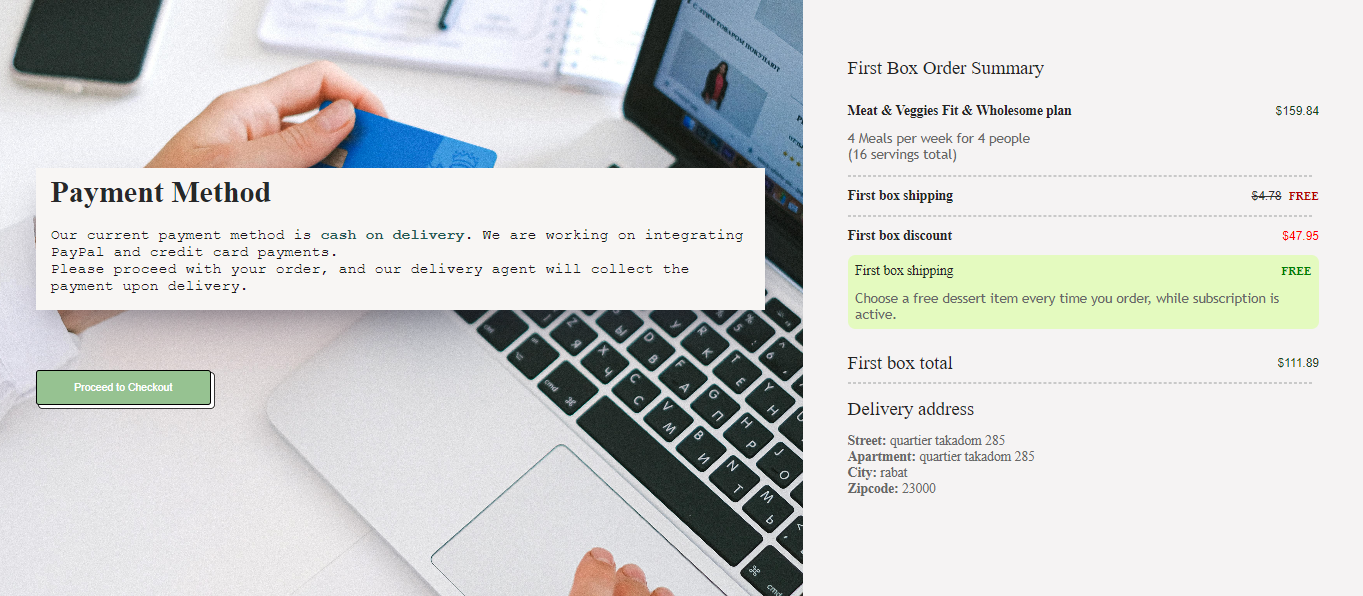 Payment Method
Our current payment method is cash on delivery. We are working on integrating
PayPal and credit card payments.
Please proceed with your order, and our delivery agent will collect the
payment upon delivery.
Proceed to Checkout
First Box Order Summary
Meat & Veggies Fit & Wholesome plan $159.84
4 Meals per week for 4 people
(16 servings total)
First box shipping $4.78 FREE
First box discount $47.95
First box shipping FREE
Choose a free dessert item every time you order, while subscription is
active.
First box total $111.89
Delivery address
Street: quartier takadom 285
Apartment: quartier takadom 285
City: rabat
Zipcode: 23000